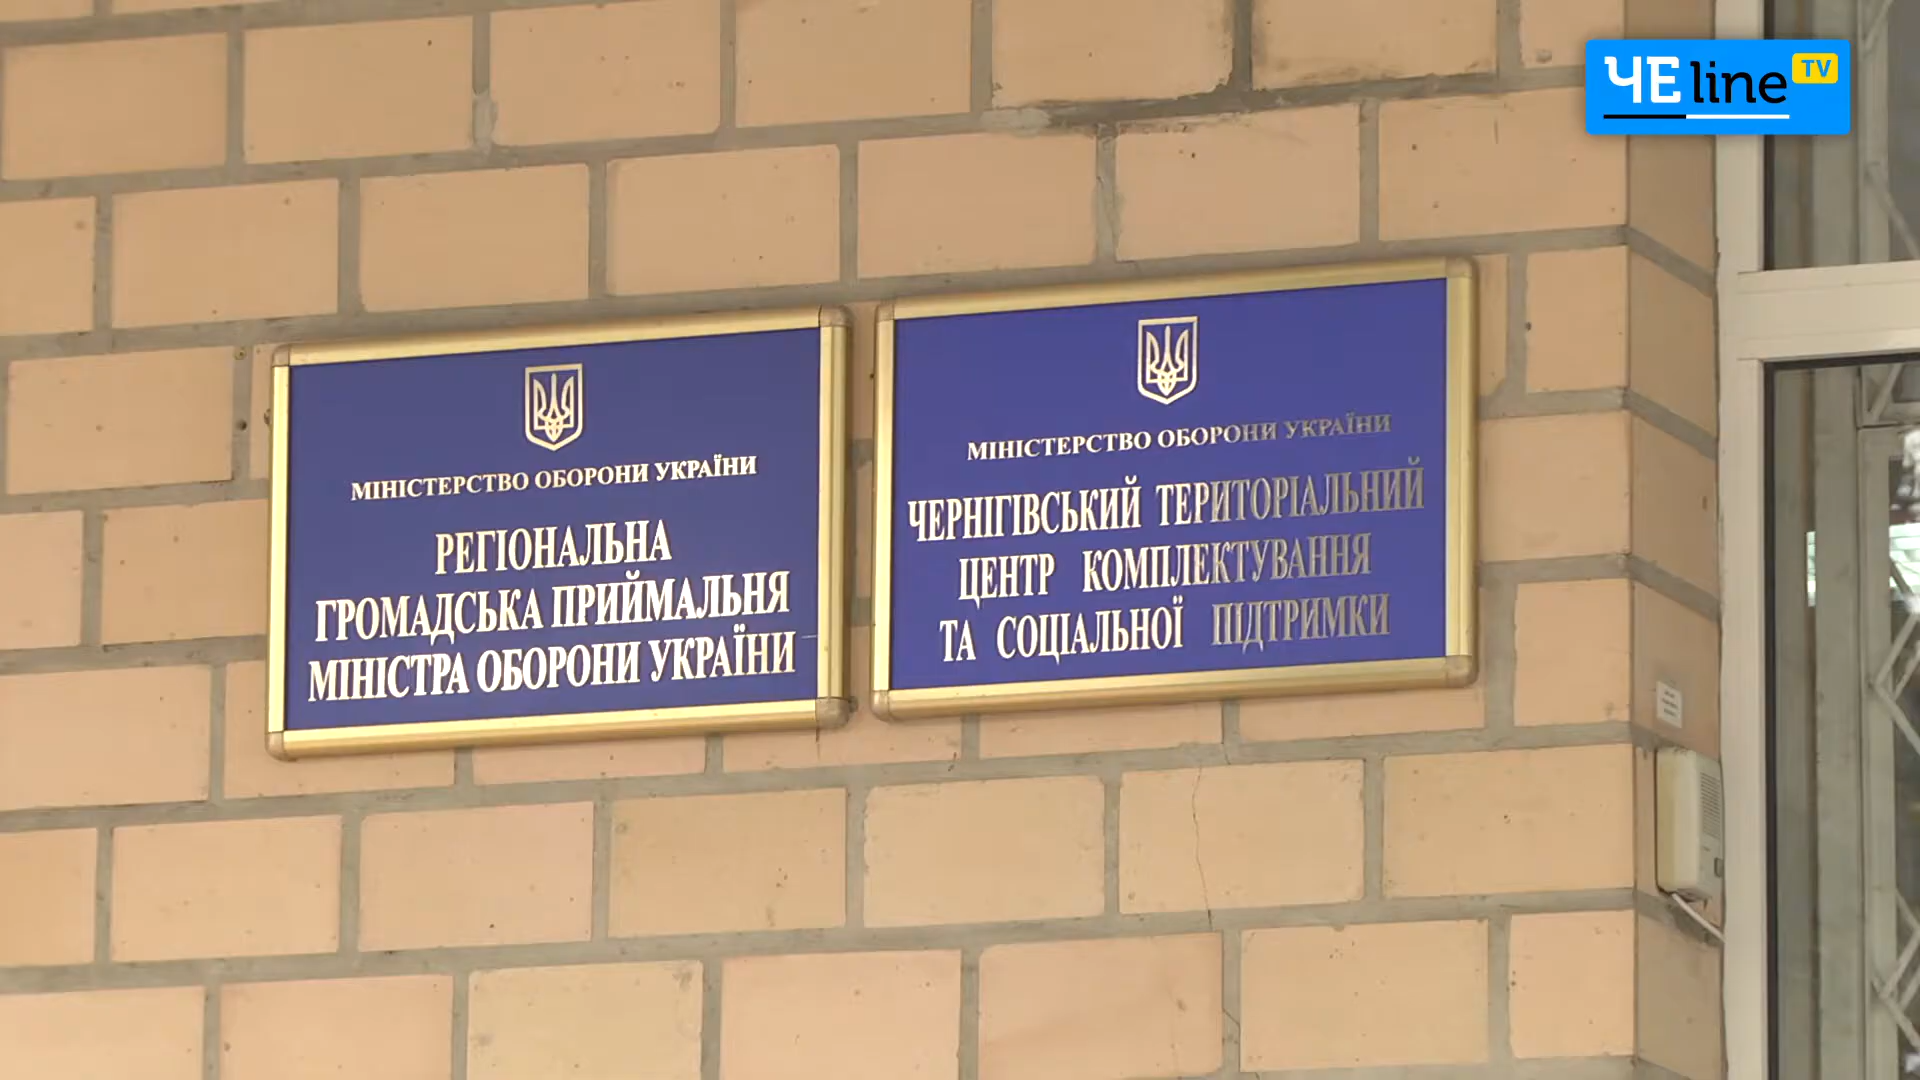 ЧЕline TV
МІНІСТЕРСТВО ОБОРОНИ УКРАЇНИ
РЕГІОНАЛЬНА
ГРОМАДСЬКА ПРИЙМАЛЬНЯ
МІНІСТРА ОБОРОНИ УКРАЇНИ
МІНІСТЕРСТВО ОБОРОНИ УКРАЇНИ
ЧЕРНІГІВСЬКИЙ ТЕРИТОРІАЛЬНИЙ
ЦЕНТР КОМПЛЕКТУВАННЯ
ТА СОЦІАЛЬНОЇ ПІДТРИМКИ